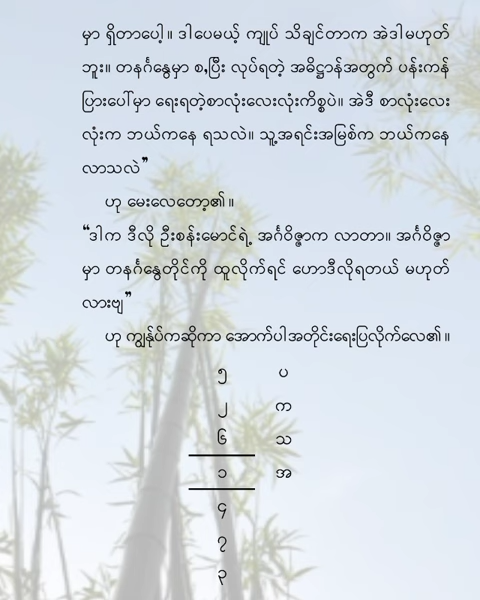 မှာ ရှိတာပေါ့။ ဒါပေမယ့် ကျုပ် သိချင်တာက အဲဒါမဟုတ်
ဘူး။ တနင်္ဂနွေမှာ စ,ပြီး လုပ်ရတဲ့ အဓိဋ္ဌာန်အတွက် ပန်းကန်
ပြားပေါ်မှာ ရေးရတဲ့စာလုံးလေးလုံးကိစ္စပဲ။ အဲဒီ စာလုံးလေး
လုံးက ဘယ်ကနေ ရသလဲ။ သူ့အရင်းအမြစ်က ဘယ်ကနေ
လာသလဲ”
ဟု မေးလေတော့၏။
“ဒါက ဒီလို ဦးစန်းမောင်ရဲ့ အင်္ဂဝိဇ္ဇာက လာတာ။ အင်္ဂဝိဇ္ဇာ
မှာ တနင်္ဂနွေတိုင်ကို ထူလိုက်ရင် ဟောဒီလိုရတယ် မဟုတ်
လားဗျ”
ဟု ကျွန်ုပ်ကဆိုကာ အောက်ပါအတိုင်းရေးပြလိုက်လေ၏။
၅ ပ
၂ က
၆ သ
၁ အ
၄
၇
၃